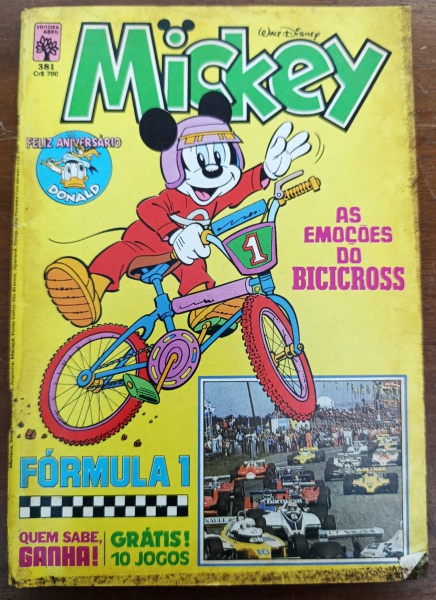 EDITORA
ABRIL
381
Cr$ 700
WALT DISNEY
Mickey
FELIZ ANIVERSÁRIO
DONALD
1
AS
EMOÇÕES
DO
BICICROSS
FÓRMULA 1
QUEM SABE,
GANHA!
GRÁTIS!
10 JOGOS